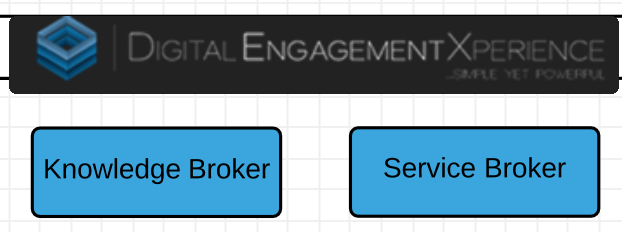 DIGITAL ENGAGEMENTXPERIENCE
...SIMPLE YET POWERFUL
Knowledge Broker
Service Broker